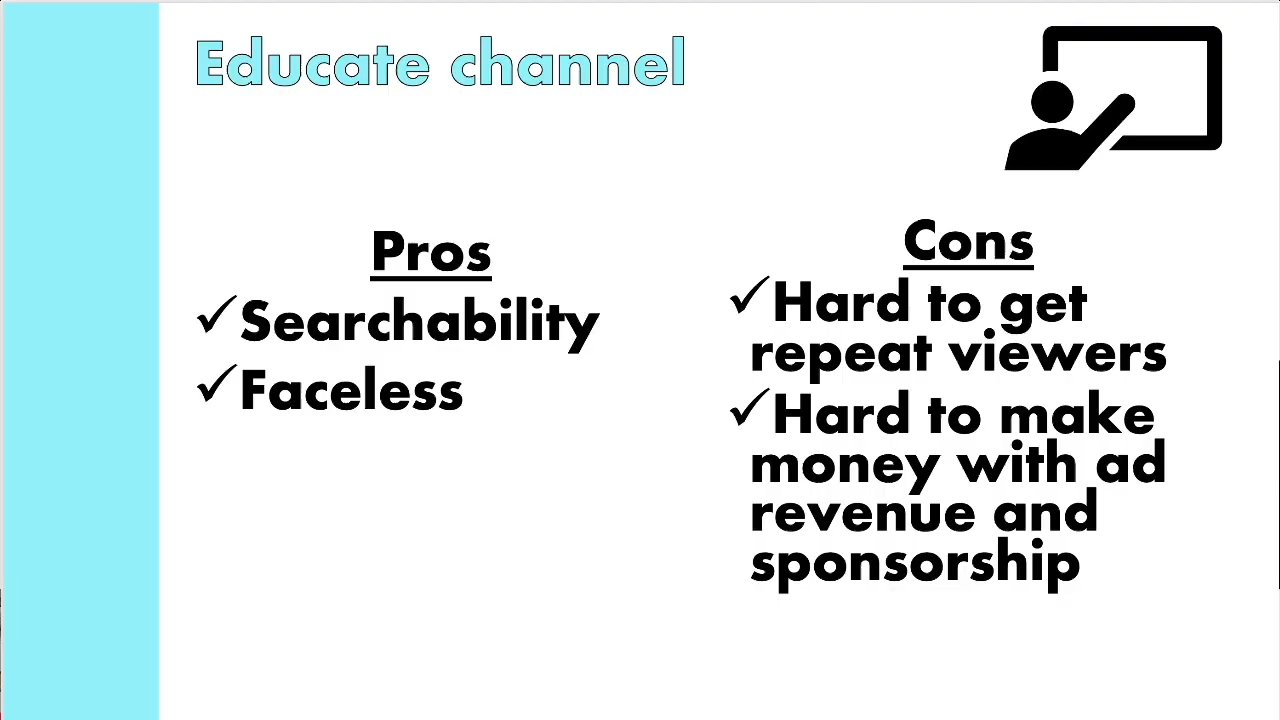 Educate channel
Pros
✓Searchability
✓Faceless
Cons
✓Hard to get
repeat viewers
✓Hard to make
money with ad
revenue and
sponsorship